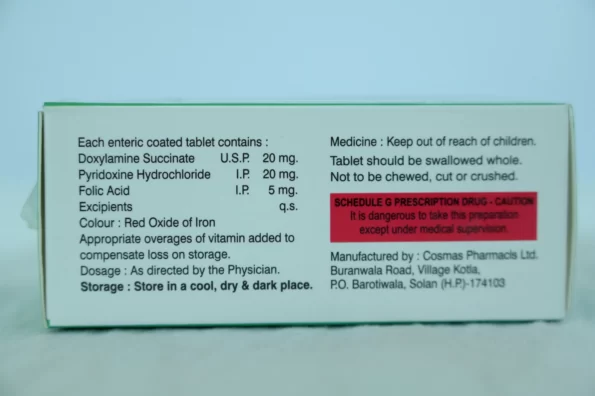 Each enteric coated tablet contains :
Doxylamine Succinate U.S.P. 20 mg.
Pyridoxine Hydrochloride I.P. 20 mg.
Folic Acid I.P. 5 mg.
Excipients q.s.
Colour : Red Oxide of Iron
Appropriate overages of vitamin added to
compensate loss on storage.
Dosage : As directed by the Physician.
Storage : Store in a cool, dry & dark place.
Medicine : Keep out of reach of children.
Tablet should be swallowed whole.
Not to be chewed, cut or crushed.
SCHEDULE G PRESCRIPTION DRUG - CAUTION
It is dangerous to take this preparation
except under medical supervision.
Manufactured by : Cosmas Pharmacls Ltd.
Buranwala Road, Village Kotla,
P.O. Barotiwala, Solan (H.P.)-174103